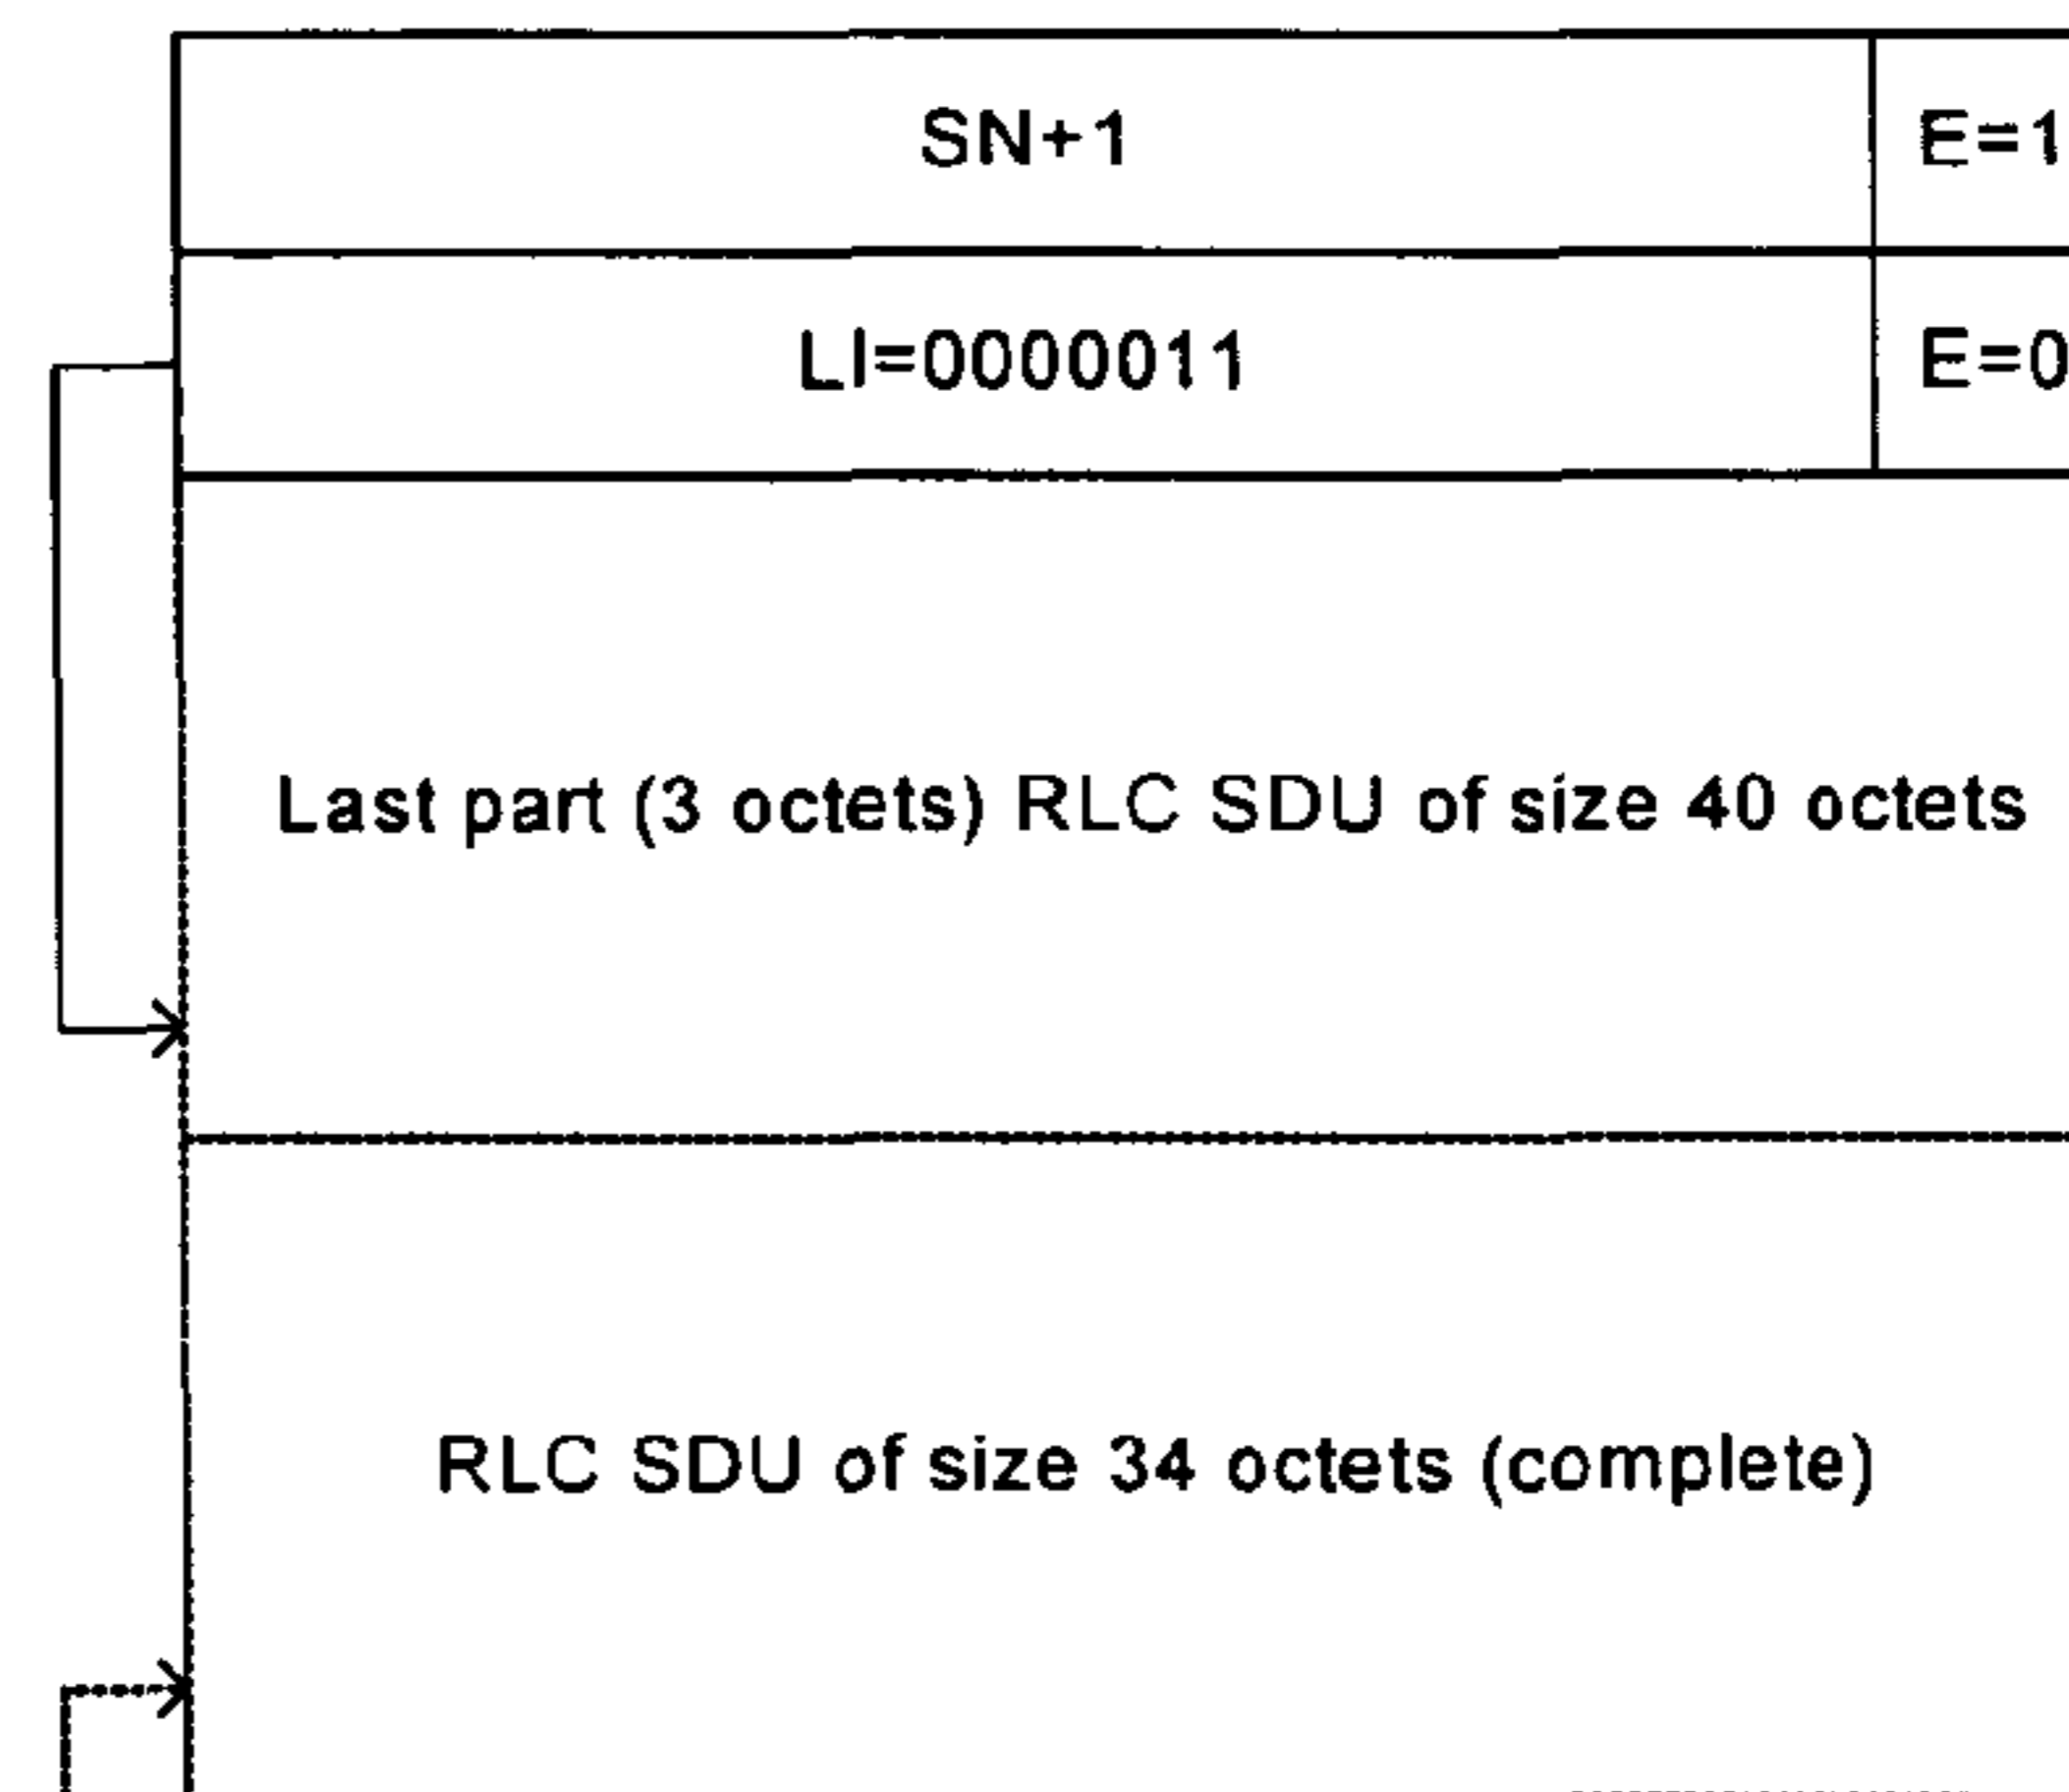 SN+1 E=1
LI=0000011 E=0
Last part (3 octets) RLC SDU of size 40 octets
RLC SDU of size 34 octets (complete)